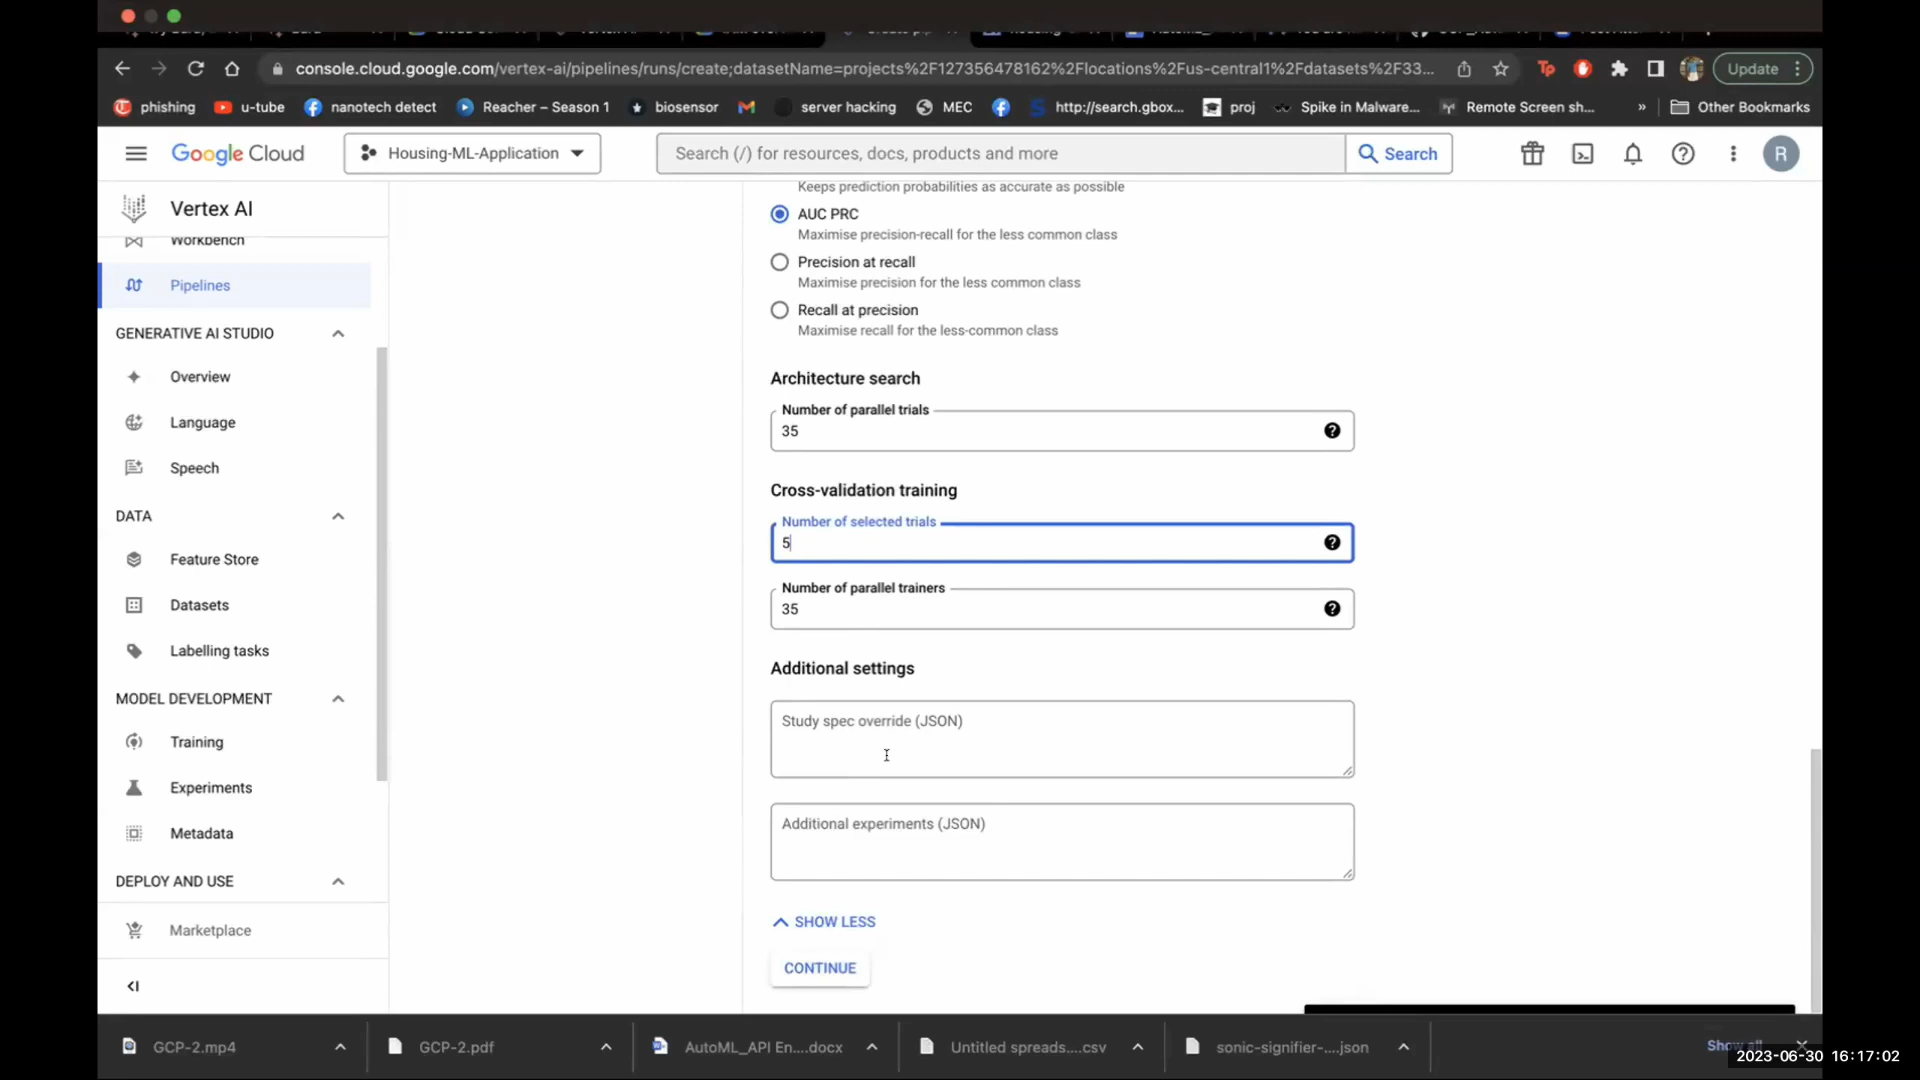 console.cloud.google.com/vertex-ai/pipelines/runs/create;datasetName=projects%2F127356478162%2Flocations%2Fus-central1%2Fdatasets%2F33...
Update
phishing
u-tube
nanotech detect
Reacher – Season 1
biosensor
server hacking
MEC
http://search.gbox...
proj
Spike in Malware...
Remote Screen sh...
»
Other Bookmarks
Google Cloud
Housing-ML-Application
Search (/) for resources, docs, products and more
Search
R
Vertex AI
Workbench
Pipelines
GENERATIVE AI STUDIO
Overview
Language
Speech
DATA
Feature Store
Datasets
Labelling tasks
MODEL DEVELOPMENT
Training
Experiments
Metadata
DEPLOY AND USE
Marketplace
Keeps prediction probabilities as accurate as possible
AUC PRC
Maximise precision-recall for the less common class
Precision at recall
Maximise precision for the less common class
Recall at precision
Maximise recall for the less-common class
Architecture search
Number of parallel trials
35
Cross-validation training
Number of selected trials
5
Number of parallel trainers
35
Additional settings
Study spec override (JSON)
Additional experiments (JSON)
SHOW LESS
CONTINUE
GCP-2.mp4
GCP-2.pdf
AutoML_API En....docx
Untitled spreads....csv
sonic-signifier-....json
Show all
2023-06-30 16:17:02